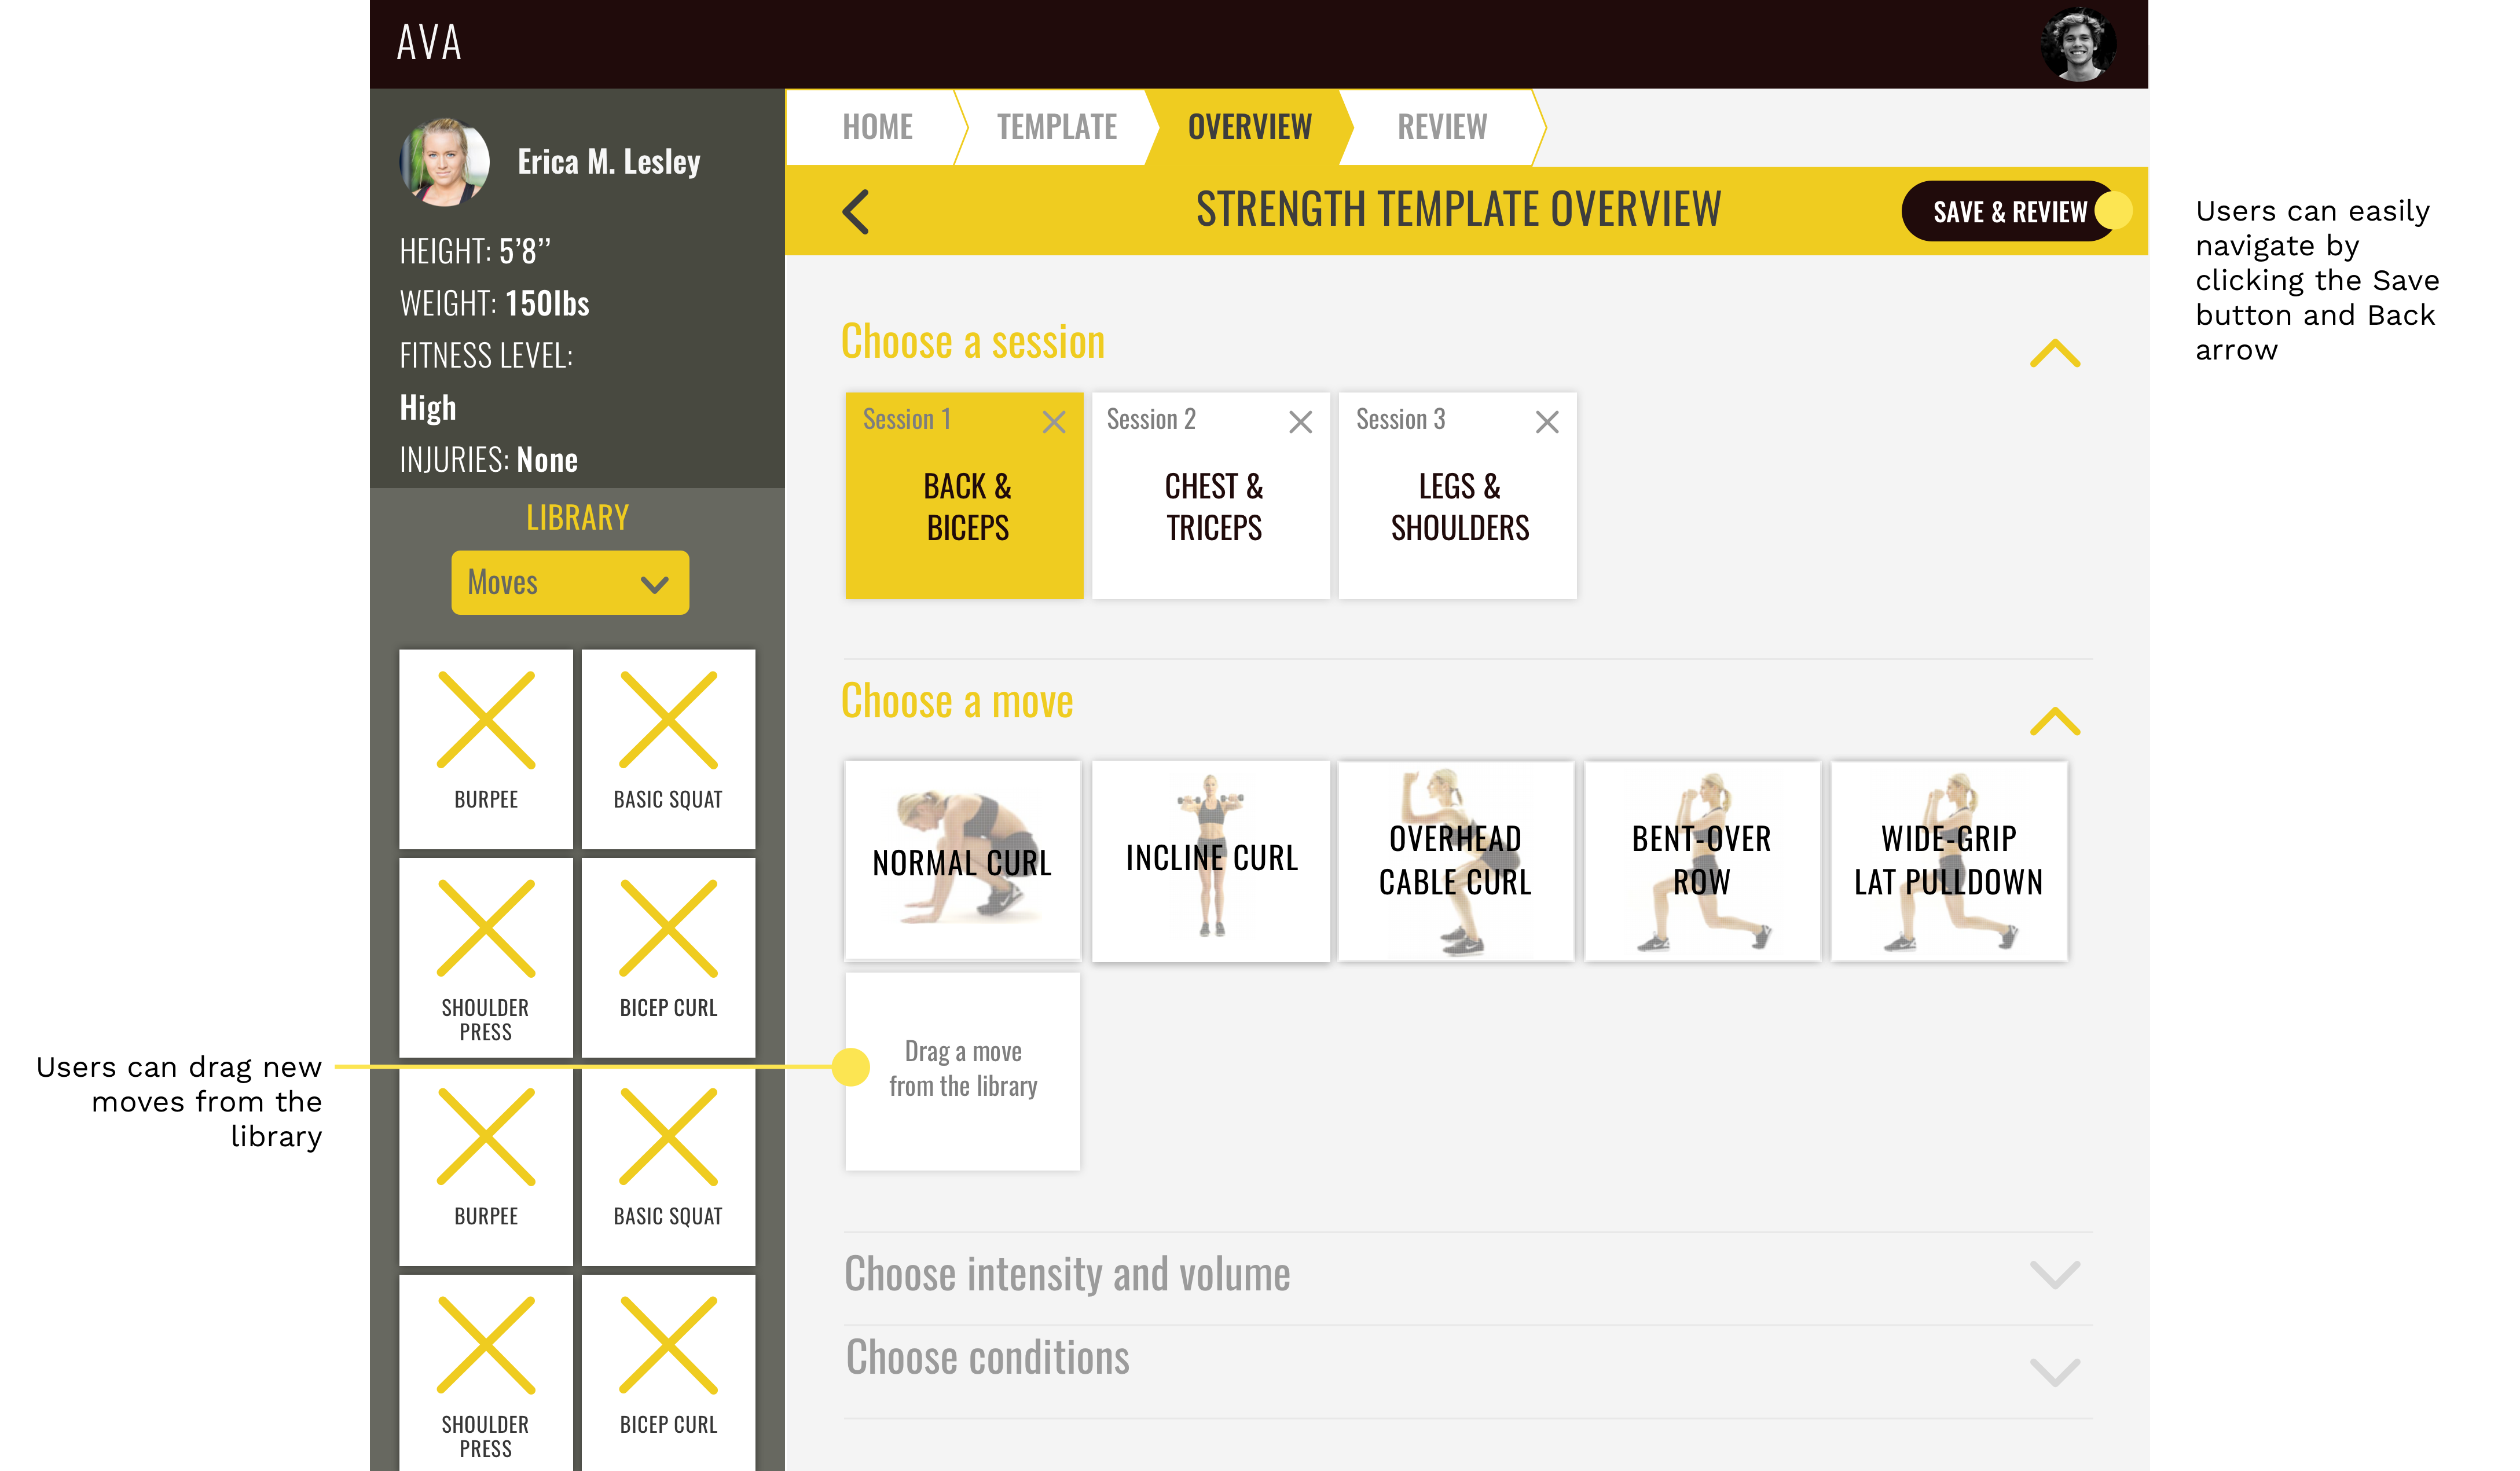 AVA
HOME
TEMPLATE
OVERVIEW
REVIEW
STRENGTH TEMPLATE OVERVIEW
SAVE & REVIEW
Users can easily
navigate by
clicking the Save
button and Back
arrow
Erica M. Lesley
HEIGHT: 5’8’’
WEIGHT: 150lbs
FITNESS LEVEL:
High
INJURIES: None
LIBRARY
Moves
BURPEE
BASIC SQUAT
SHOULDER
PRESS
BICEP CURL
BURPEE
BASIC SQUAT
SHOULDER
PRESS
BICEP CURL
Users can drag new
moves from the
library
Choose a session
Session 1
BACK &
BICEPS
Session 2
CHEST &
TRICEPS
Session 3
LEGS &
SHOULDERS
Choose a move
NORMAL CURL
INCLINE CURL
OVERHEAD
CABLE CURL
BENT-OVER
ROW
WIDE-GRIP
LAT PULLDOWN
Drag a move
from the library
Choose intensity and volume
Choose conditions